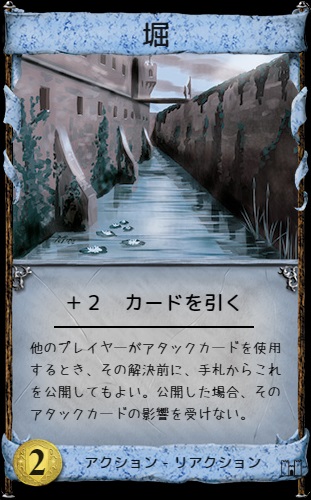 堀
＋２　カードを引く
他のプレイヤーがアタックカードを使用
するとき、その解決前に、手札からこれ
を公開してもよい。公開した場合、その
アタックカードの影響を受けない。
2
アクション - リアクション